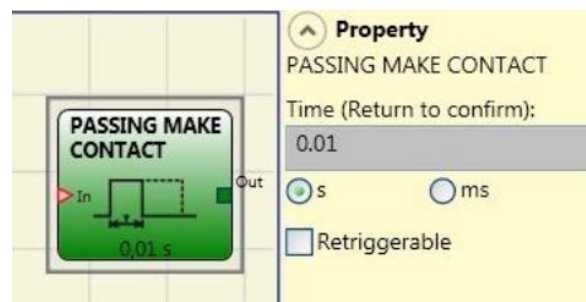 PASSING MAKE
CONTACT
In
Out
0,01 s
Property
PASSING MAKE CONTACT
Time (Return to confirm):
0.01
s
ms
Retriggerable